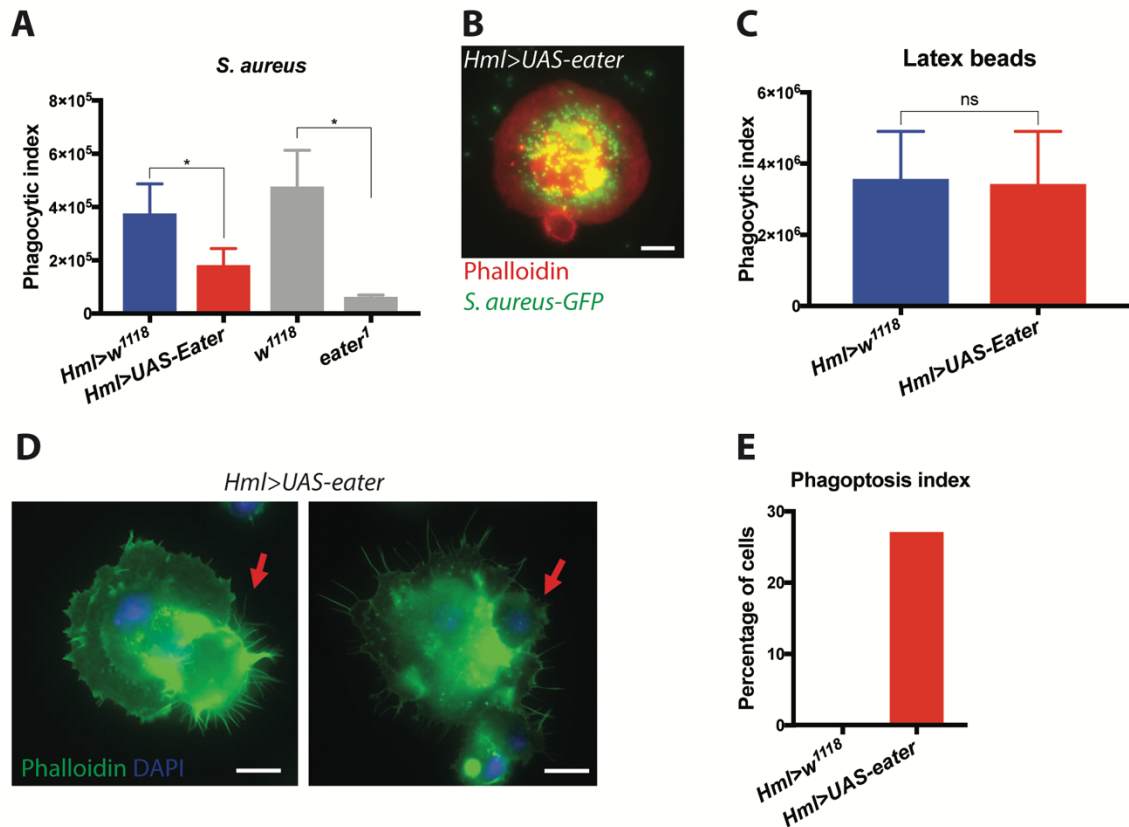 A
S. aureus
Phagocytic index
8×10⁵
6×10⁵
4×10⁵
2×10⁵
0
*
*
Hml>w¹¹¹⁸
Hml>UAS-Eater
w¹¹¹⁸
eater¹
B
Hml>UAS-eater
Phalloidin
S. aureus-GFP
C
Latex beads
Phagocytic index
6×10⁶
4×10⁶
2×10⁶
0
ns
Hml>w¹¹¹⁸
Hml>UAS-Eater
D
Hml>UAS-eater
Phalloidin DAPI
E
Phagoptosis index
Percentage of cells
30
20
10
0
Hml>w¹¹¹⁸
Hml>UAS-eater